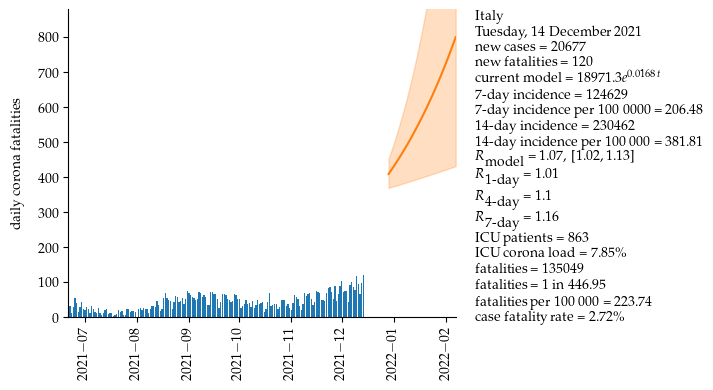 Italy
Tuesday, 14 December 2021
new cases = 20677
new fatalities = 120
current model = 18971.3e^0.0168 t
7-day incidence = 124629
7-day incidence per 100 0000 = 206.48
14-day incidence = 230462
14-day incidence per 100 000 = 381.81
R model = 1.07, [1.02, 1.13]
R 1-day = 1.01
R 4-day = 1.1
R 7-day = 1.16
ICU patients = 863
ICU corona load = 7.85%
fatalities = 135049
fatalities = 1 in 446.95
fatalities per 100 000 = 223.74
case fatality rate = 2.72%
daily corona fatalities
800
700
600
500
400
300
200
100
0
2021−07
2021−08
2021−09
2021−10
2021−11
2021−12
2022−01
2022−02